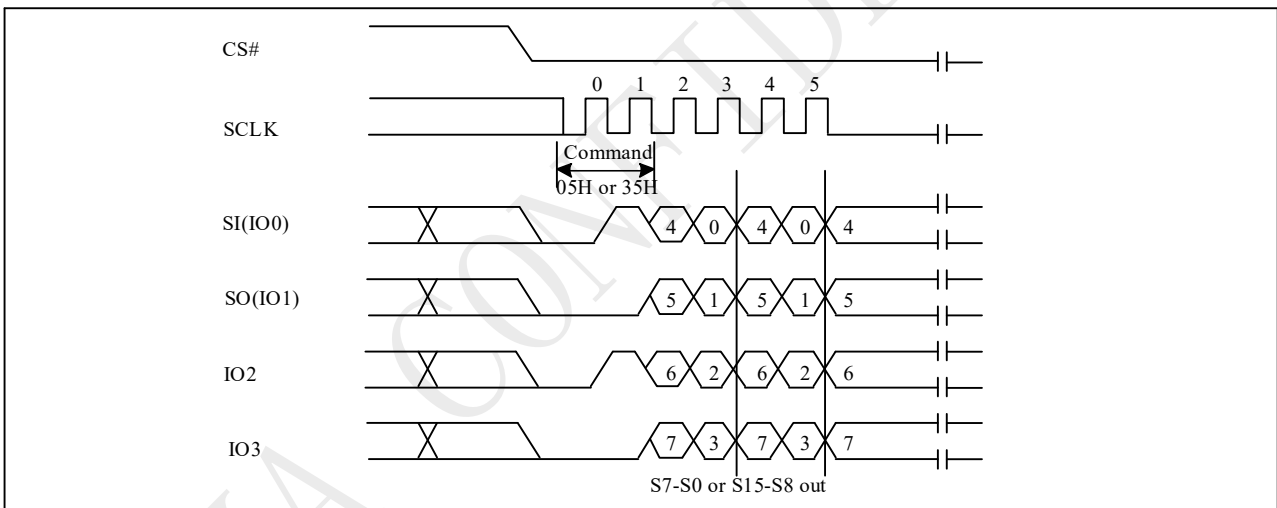 CS#
0 1 2 3 4 5
SCLK
Command
05H or 35H
SI(IO0) 4 0 4 0 4
SO(IO1) 5 1 5 1 5
IO2 6 2 6 2 6
IO3 7 3 7 3 7
S7-S0 or S15-S8 out
A CONFID